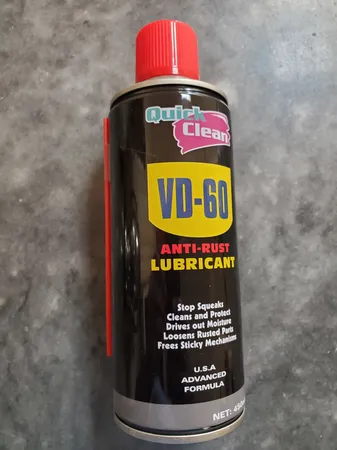 Quick
Clean
VD-60
ANTI-RUST
LUBRICANT
Stop Squeaks
Cleans and Protect
Drives out Moisture
Loosens Rusted Parts
Frees Sticky Mechanisms
U.S.A
ADVANCED
FORMULA
NET: